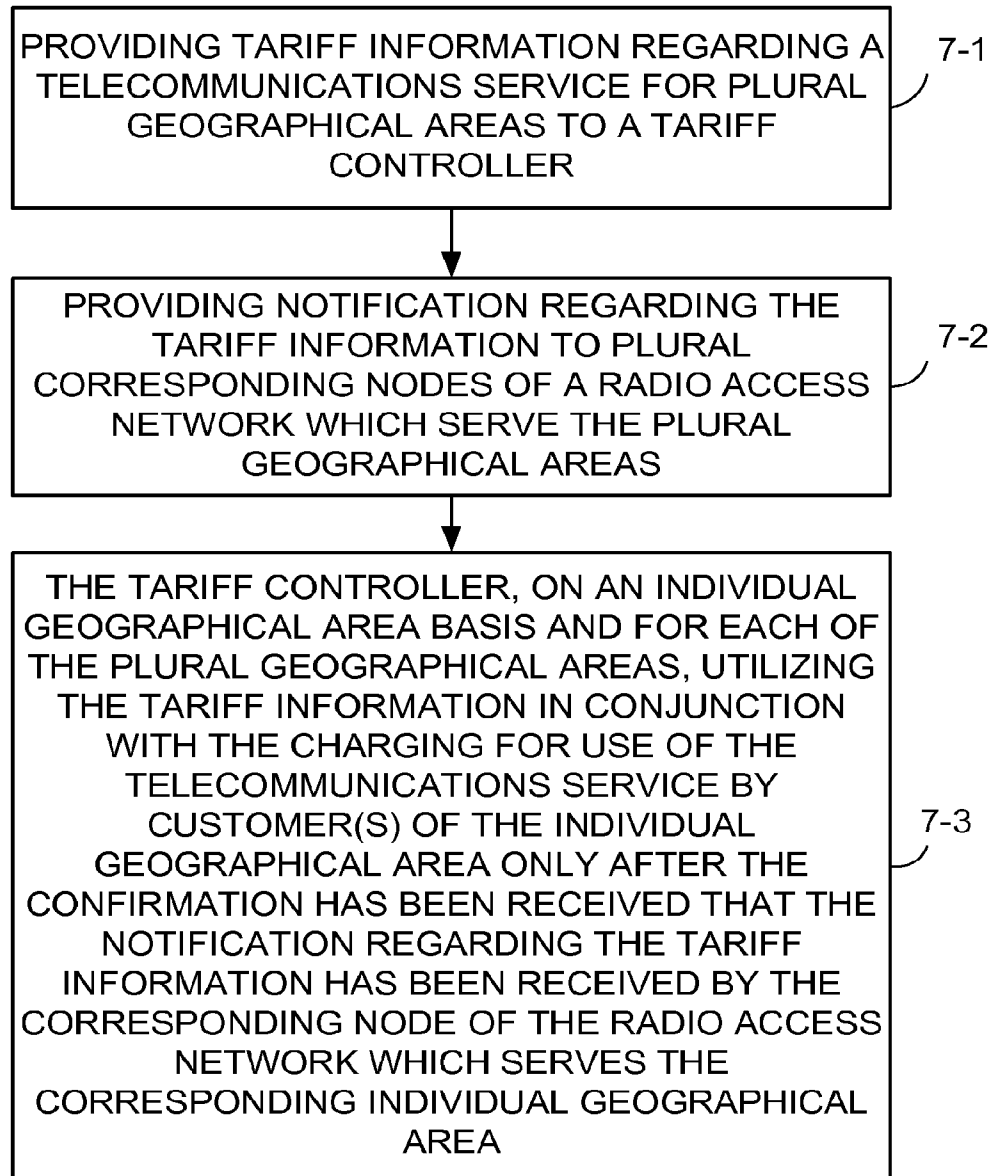 PROVIDING TARIFF INFORMATION REGARDING A
TELECOMMUNICATIONS SERVICE FOR PLURAL
GEOGRAPHICAL AREAS TO A TARIFF
CONTROLLER
7-1
PROVIDING NOTIFICATION REGARDING THE
TARIFF INFORMATION TO PLURAL
CORRESPONDING NODES OF A RADIO ACCESS
NETWORK WHICH SERVE THE PLURAL
GEOGRAPHICAL AREAS
7-2
THE TARIFF CONTROLLER, ON AN INDIVIDUAL
GEOGRAPHICAL AREA BASIS AND FOR EACH OF
THE PLURAL GEOGRAPHICAL AREAS, UTILIZING
THE TARIFF INFORMATION IN CONJUNCTION
WITH THE CHARGING FOR USE OF THE
TELECOMMUNICATIONS SERVICE BY
CUSTOMER(S) OF THE INDIVIDUAL
GEOGRAPHICAL AREA ONLY AFTER THE
CONFIRMATION HAS BEEN RECEIVED THAT THE
NOTIFICATION REGARDING THE TARIFF
INFORMATION HAS BEEN RECEIVED BY THE
CORRESPONDING NODE OF THE RADIO ACCESS
NETWORK WHICH SERVES THE
CORRESPONDING INDIVIDUAL GEOGRAPHICAL
AREA
7-3